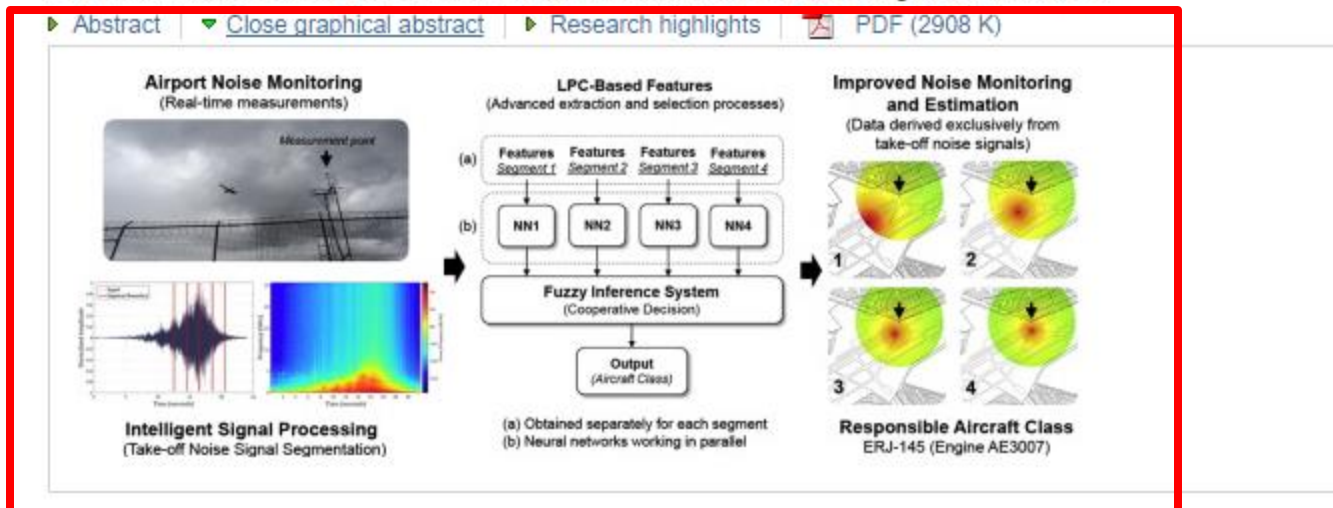 Abstract Close graphical abstract Research highlights PDF (2908 K)
Airport Noise Monitoring
(Real-time measurements)
Measurement point
Intelligent Signal Processing
(Take-off Noise Signal Segmentation)
LPC-Based Features
(Advanced extraction and selection processes)
(a)
Features Features Features Features
Segment 1 Segment 2 Segment 3 Segment 4
(b)
NN1 NN2 NN3 NN4
Fuzzy Inference System
(Cooperative Decision)
Output
(Aircraft Class)
(a) Obtained separately for each segment
(b) Neural networks working in parallel
Improved Noise Monitoring
and Estimation
(Data derived exclusively from
take-off noise signals)
1 2
3 4
Responsible Aircraft Class
ERJ-145 (Engine AE3007)